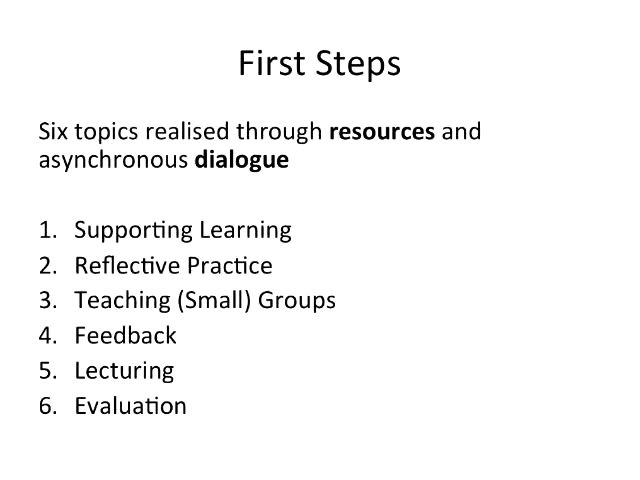 First Steps
Six topics realised through resources and
asynchronous dialogue
1. Supporting Learning
2. Reflective Practice
3. Teaching (Small) Groups
4. Feedback
5. Lecturing
6. Evaluation